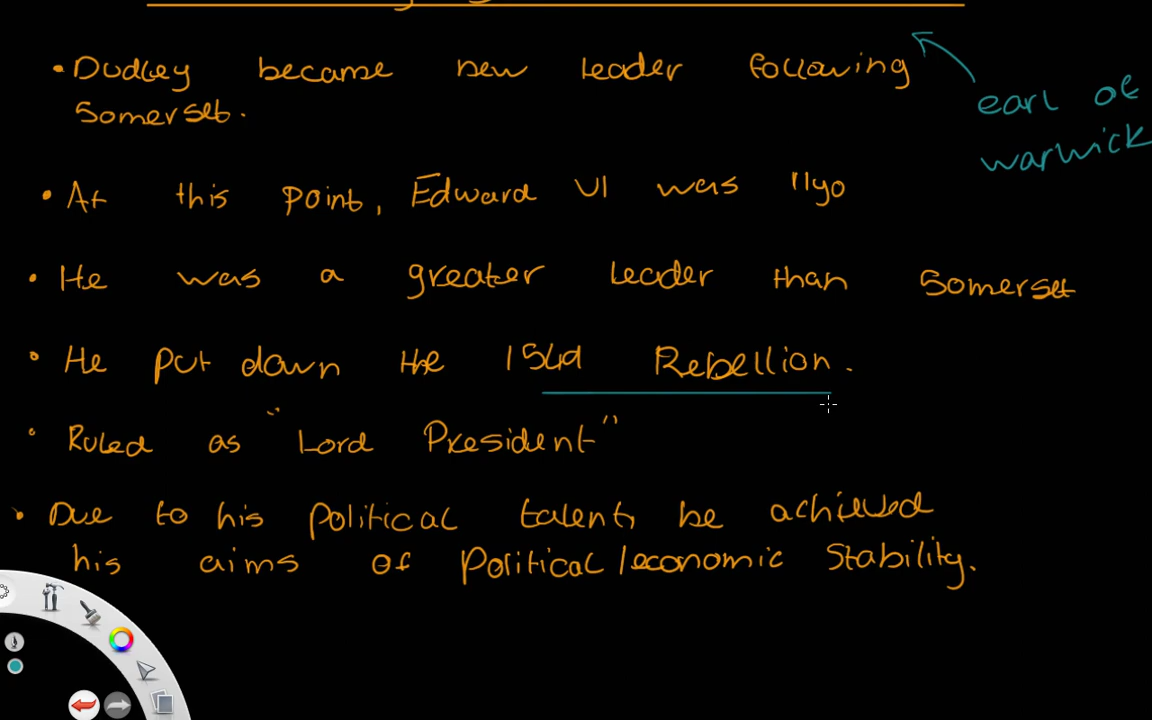 • Dudley became new leader following
Somerset.
earl of
warwick
• At this point, Edward VI was 11yo
• He was a greater leader than Somerset
• He put down the 1549 Rebellion.
• Ruled as "Lord President"
• Due to his political talent, he achieved
his aims of Political/economic Stability.